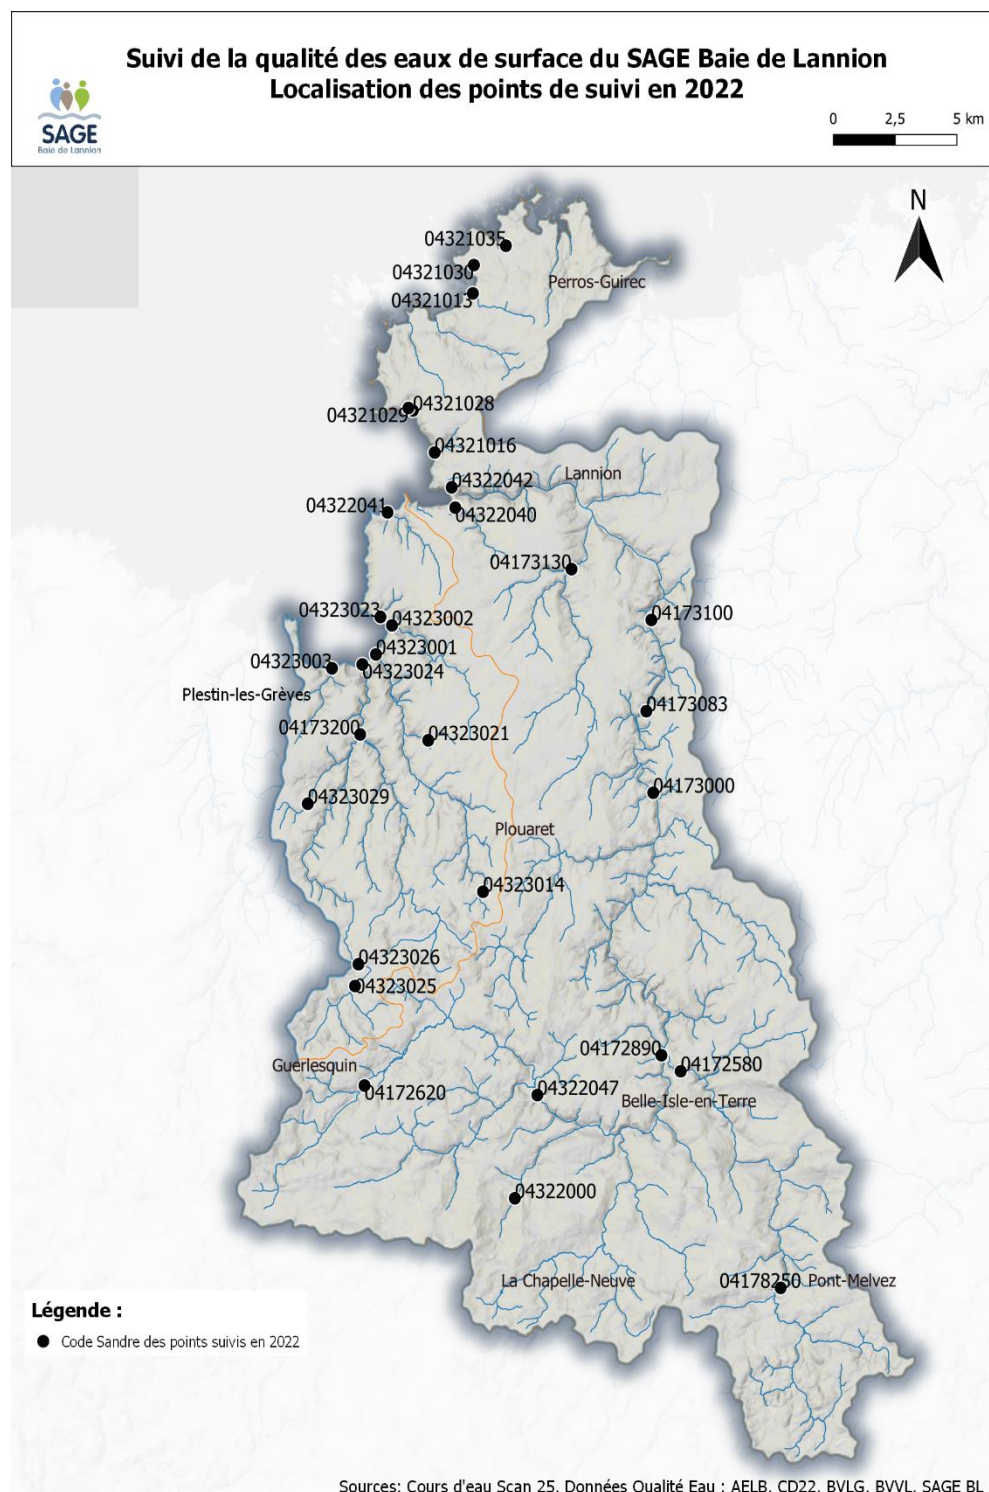 Suivi de la qualité des eaux de surface du SAGE Baie de Lannion
Localisation des points de suivi en 2022
SAGE
Baie de Lannion
0 2,5 5 km
N
04321035
04321030
Perros-Guirec
04321013
04321028
04321029
04321016
Lannion
04322042
04322041
04322040
04173130
04323023
04323002
04173100
04323001
04323003
04323024
Plestin-les-Grèves
04173083
04173200
04323021
04173000
04323029
Plouaret
04323014
04323026
04323025
04172890
Guerlesquin
04172580
04172620
04322047
Belle-Isle-en-Terre
04322000
La Chapelle-Neuve
04178250
Pont-Melvez
Légende :
Code Sandre des points suivis en 2022
Sources: Cours d'eau Scan 25, Données Qualité Eau : AELB, CD22, BVLG, BVVL, SAGE BL